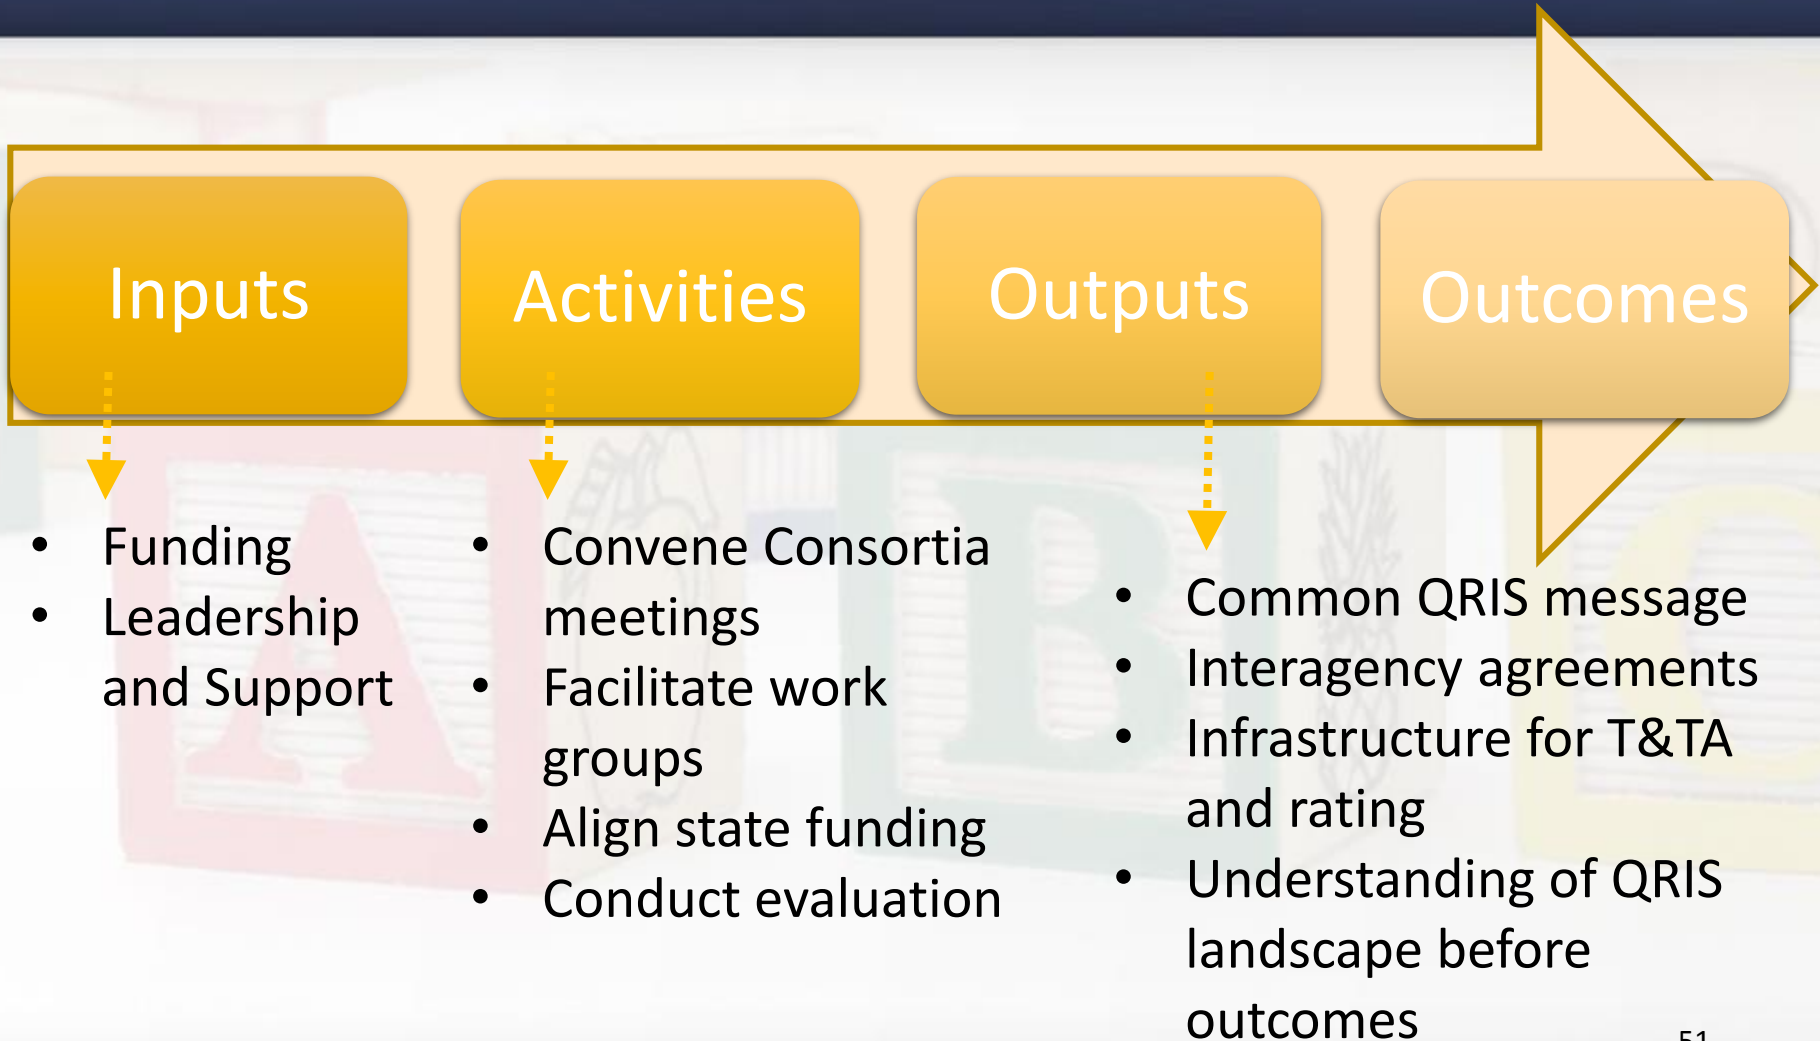 Inputs
Activities
Outputs
Outcomes
• Funding
• Leadership
and Support
• Convene Consortia
meetings
• Facilitate work
groups
• Align state funding
• Conduct evaluation
• Common QRIS message
• Interagency agreements
• Infrastructure for T&TA
and rating
• Understanding of QRIS
landscape before
outcomes
51
A
B
C